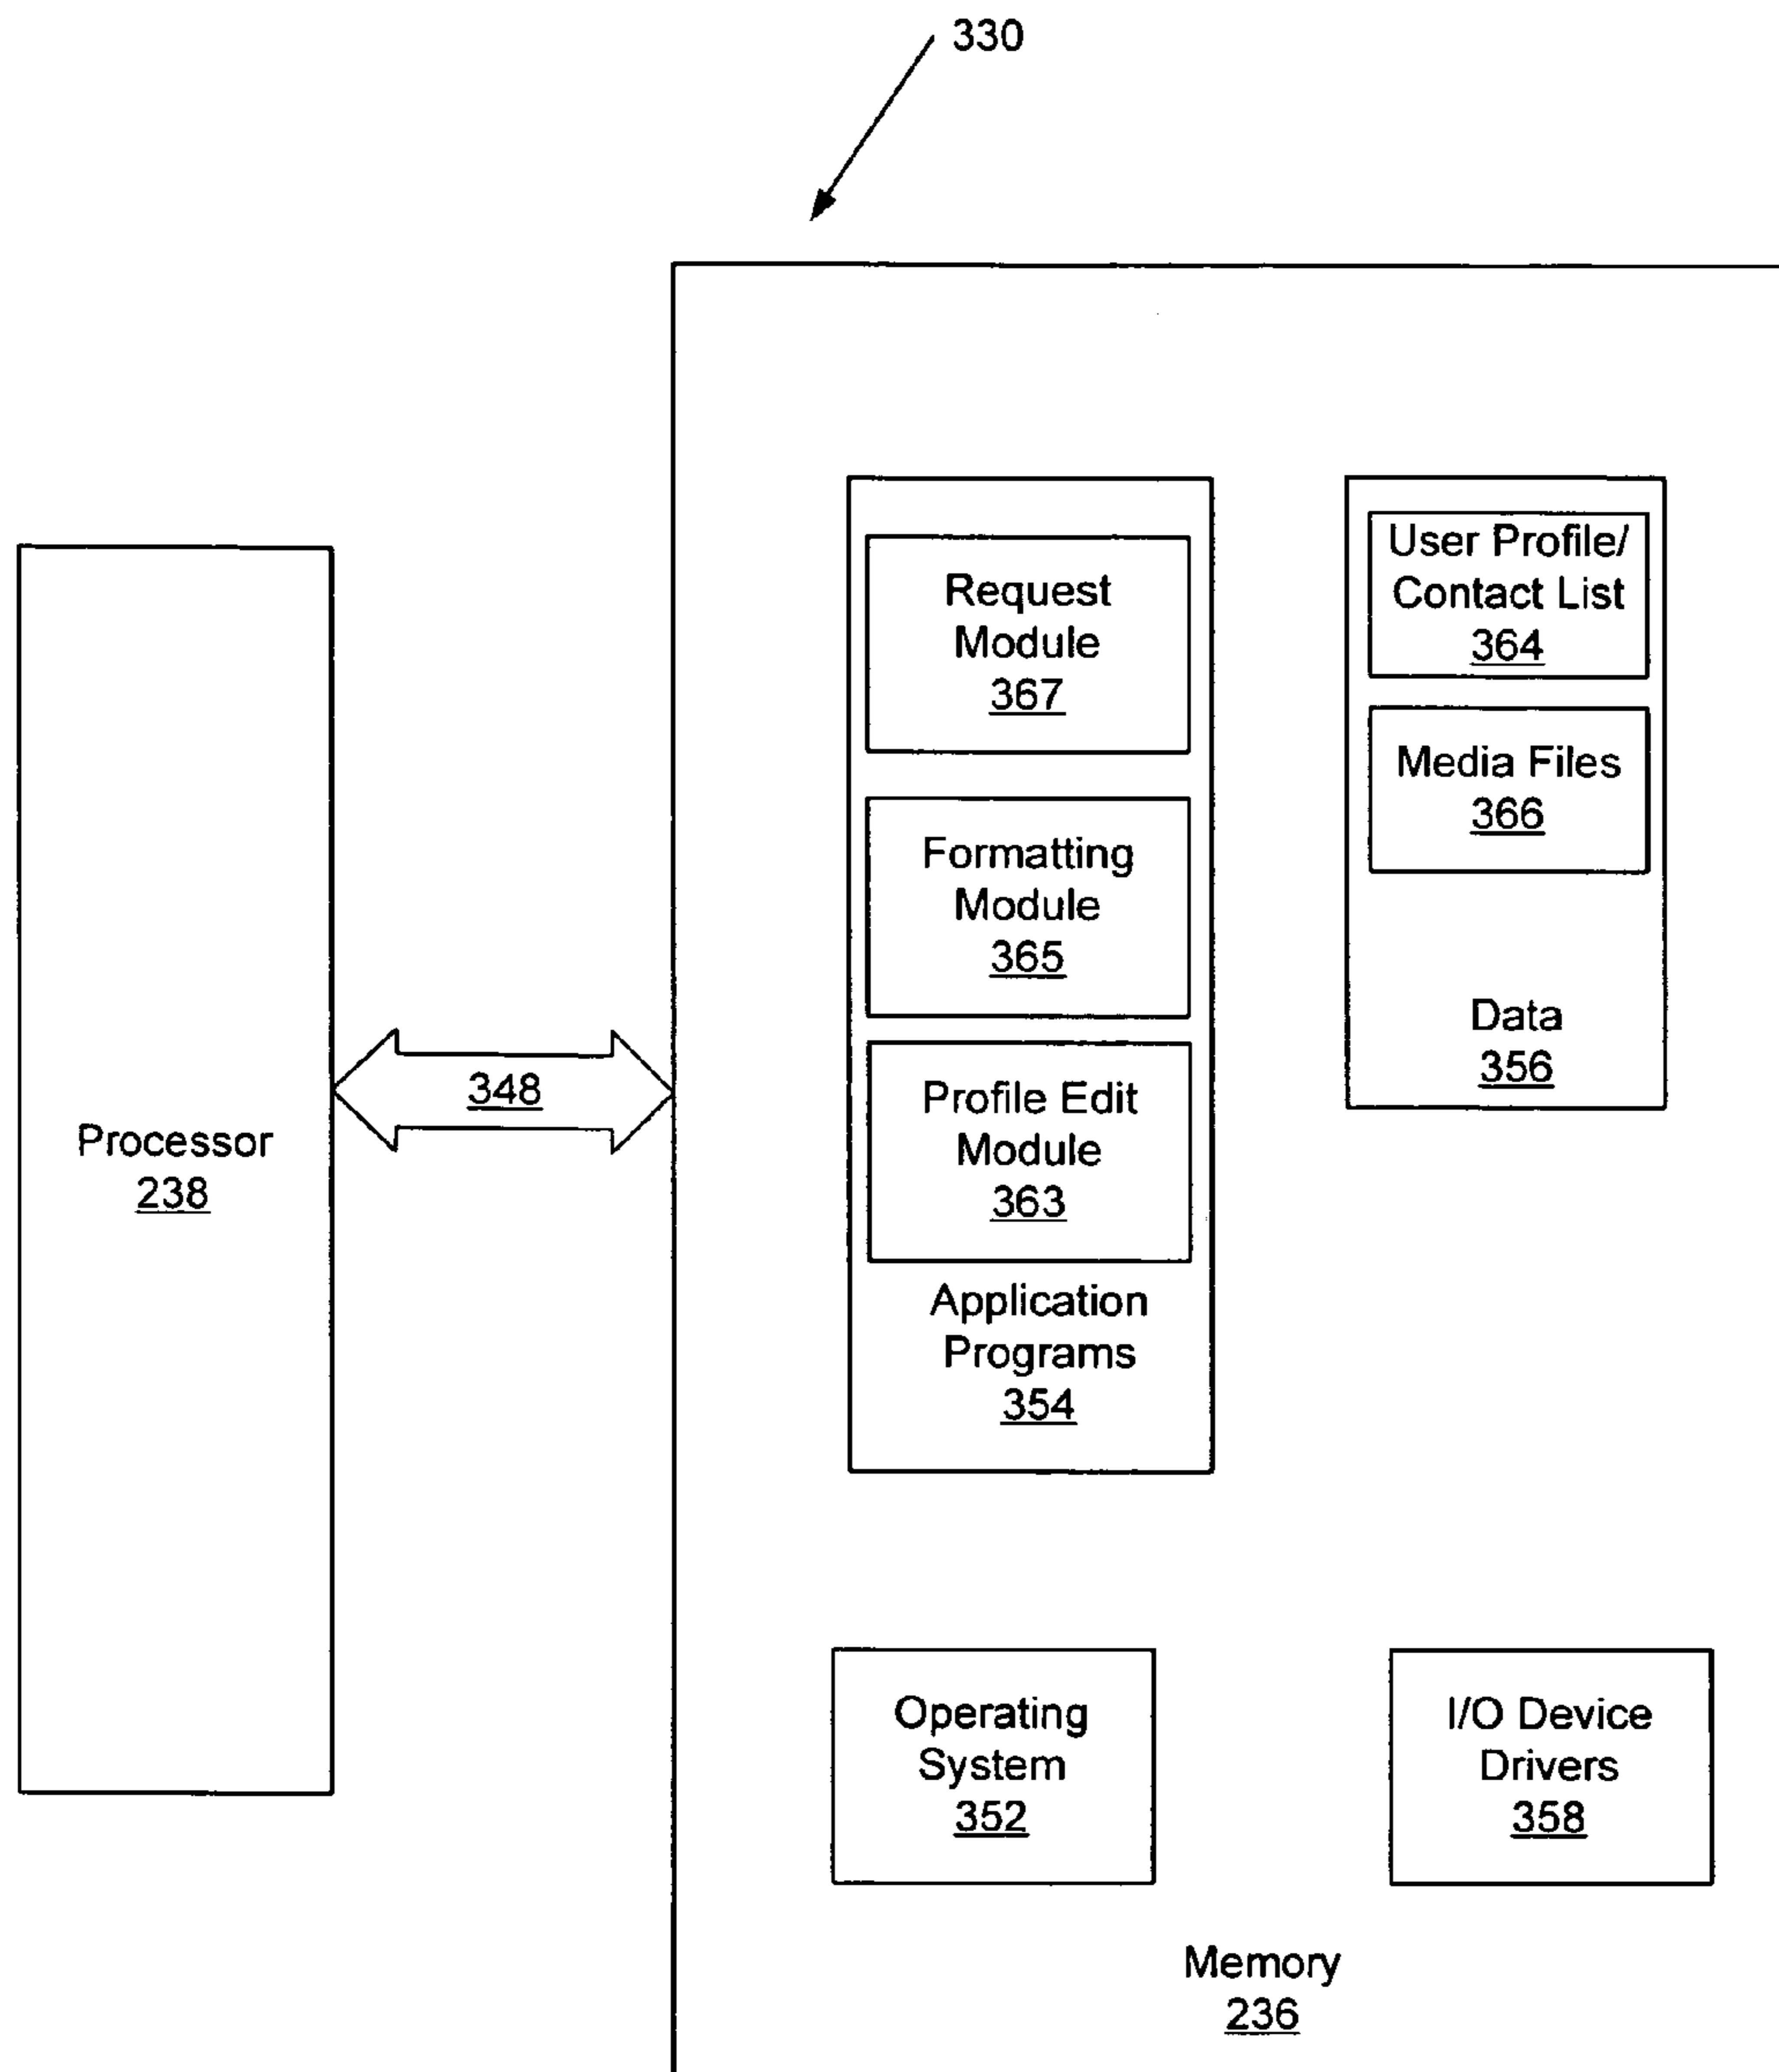 330
Request
Module
367
Formatting
Module
365
Profile Edit
Module
363
Application
Programs
354
User Profile/
Contact List
364
Media Files
366
Data
356
348
Processor
238
Operating
System
352
I/O Device
Drivers
358
Memory
236